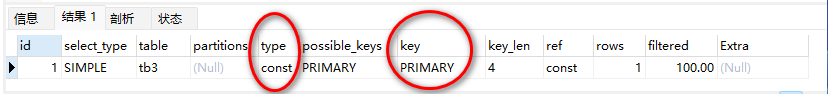 信息 结果 1 剖析 状态
id select_type table partitions type possible_keys key key_len ref rows filtered Extra
1 SIMPLE tb3 (Null) const PRIMARY PRIMARY 4 const 1 100.00 (Null)